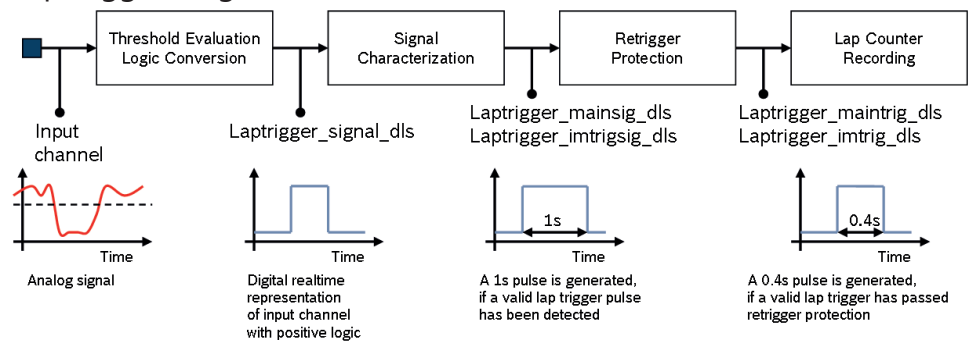 Threshold Evaluation
Logic Conversion
Signal
Characterization
Retrigger
Protection
Lap Counter
Recording
Input
channel
Laptrigger_signal_dls
Laptrigger_mainsig_dls
Laptrigger_imtrigsig_dls
Laptrigger_maintrig_dls
Laptrigger_imtrig_dls
Time
Time
1s
Time
0.4s
Time
Analog signal
Digital realtime
representation
of input channel
with positive logic
A 1s pulse is generated,
if a valid lap trigger pulse
has been detected
A 0.4s pulse is generated,
if a valid lap trigger has passed
retrigger protection